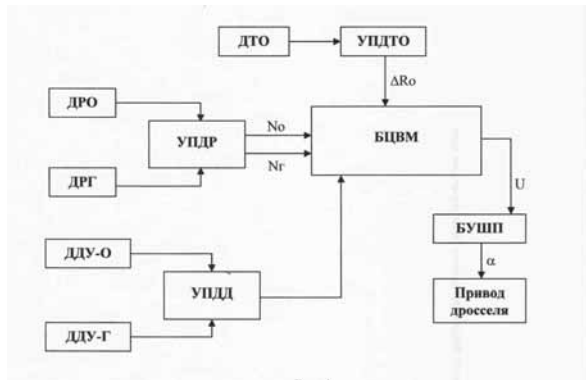 ДТО
УПДТО
ΔRo
ДРО
УПДР
No
Nг
БЦВМ
ДРГ
U
БУШП
ДДУ-О
α
УПДД
Привод
дросселя
ДДУ-Г